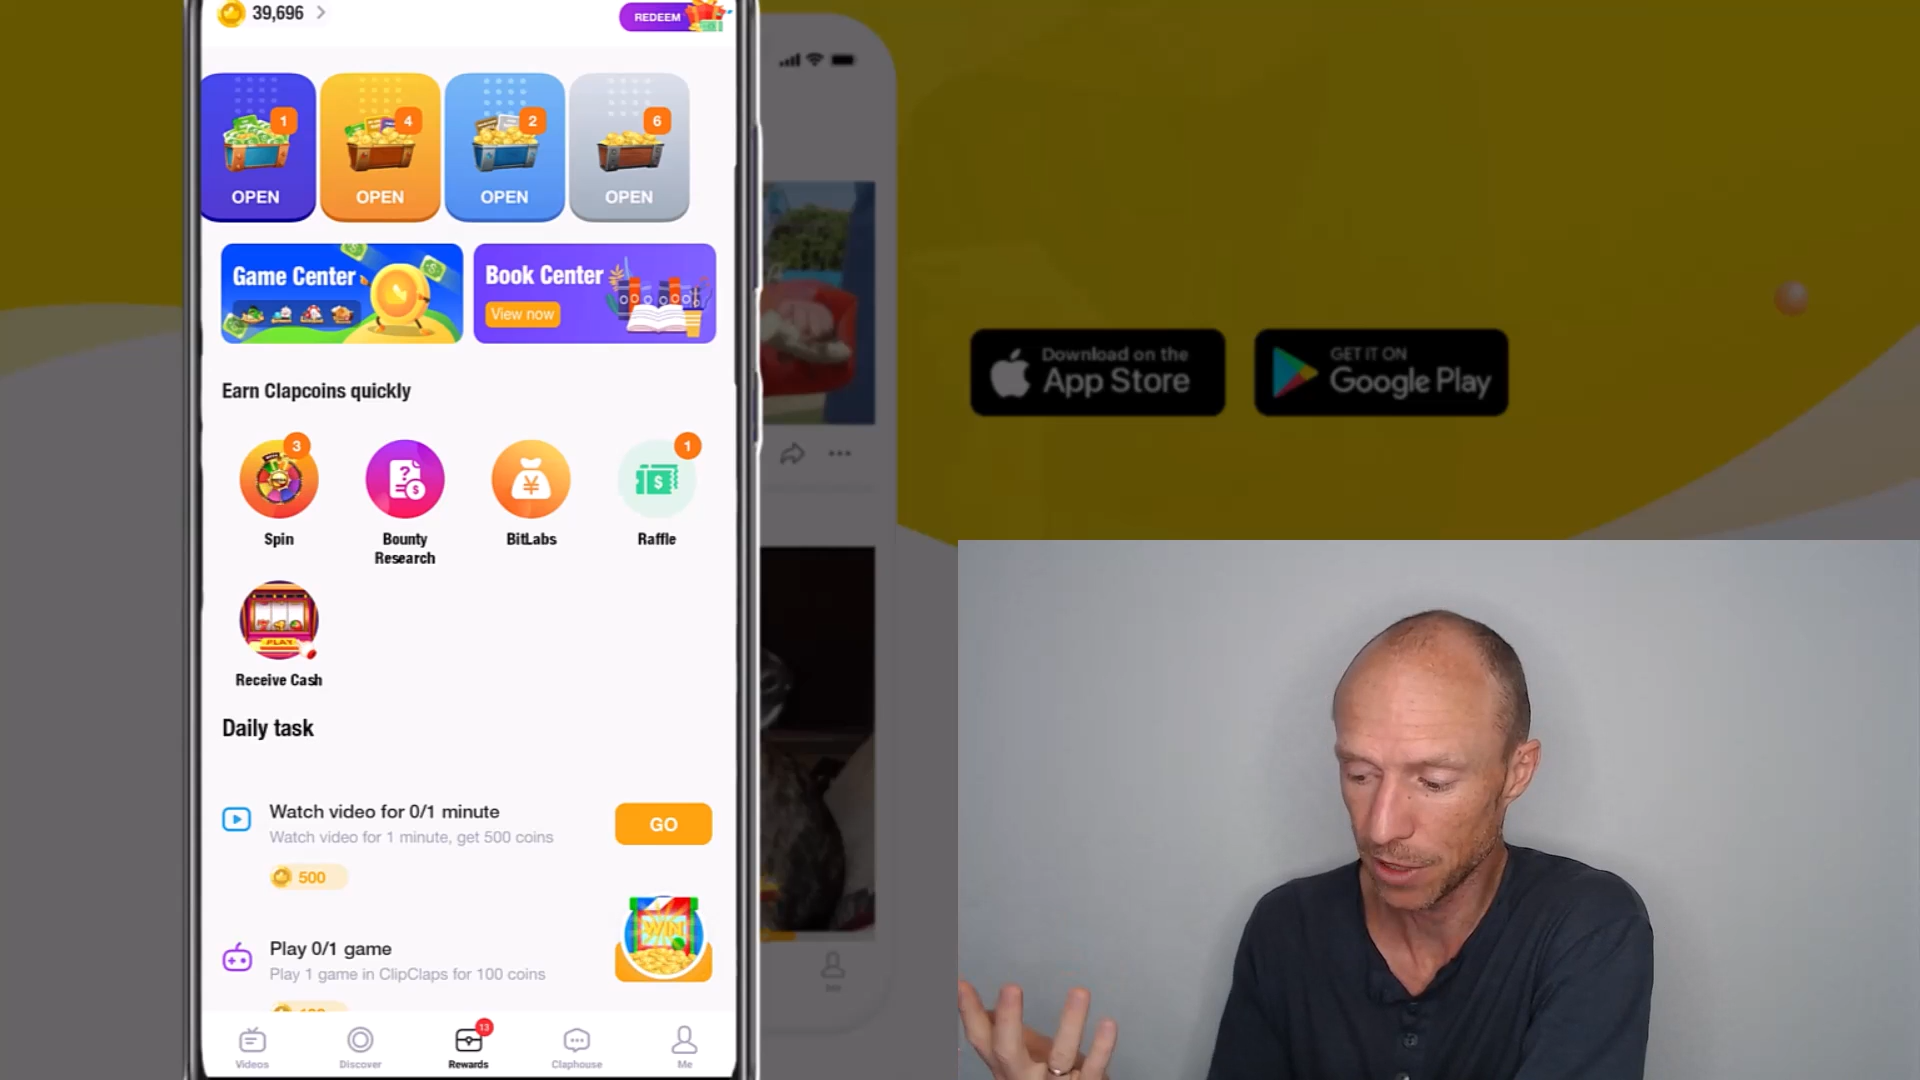 39,696
REDEEM
1
4
2
6
OPEN
OPEN
OPEN
OPEN
Game Center
Book Center
View now
Earn Clapcoins quickly
3
1
Spin
Bounty
Research
BitLabs
Raffle
PLAY
Receive Cash
Daily task
Watch video for 0/1 minute
Watch video for 1 minute, get 500 coins
GO
500
WIN
Play 0/1 game
Play 1 game in ClipClaps for 100 coins
13
Videos
Discover
Rewards
Claphouse
Me
Download on the
App Store
GET IT ON
Google Play